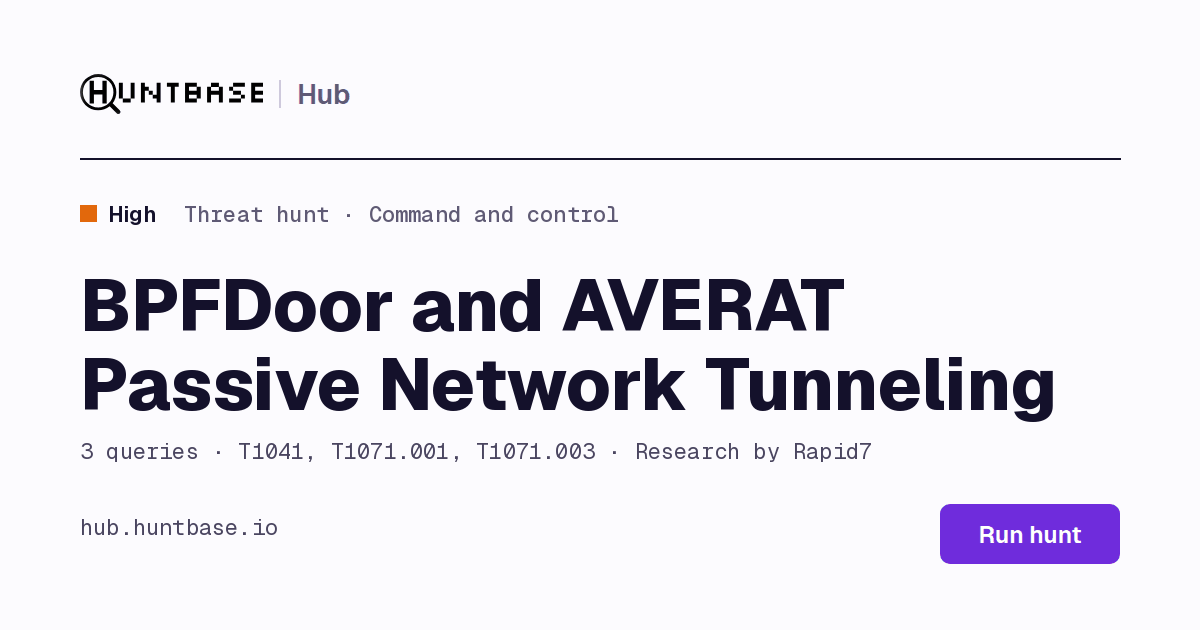 HUNTBASE | Hub
High Threat hunt · Command and control
BPFDoor and AVERAT
Passive Network Tunneling
3 queries · T1041, T1071.001, T1071.003 · Research by Rapid7
hub.huntbase.io
Run hunt